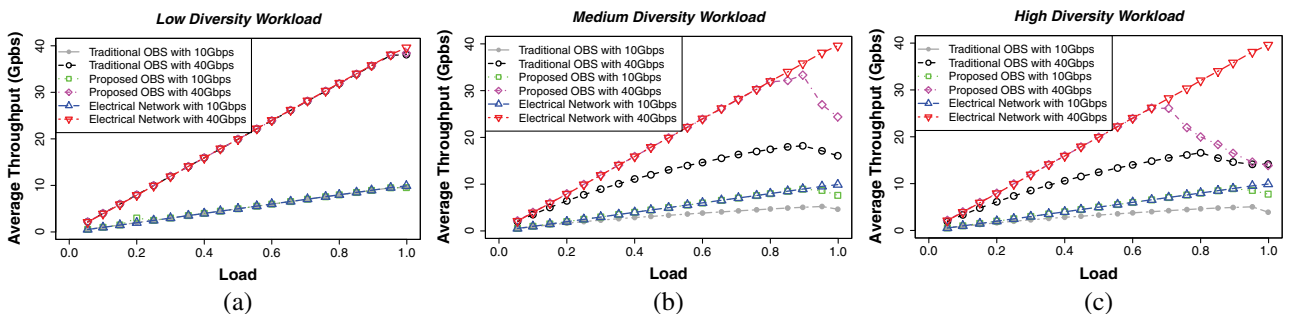 Low Diversity Workload
Average Throughput (Gpbs)
40
30
20
10
0
Traditional OBS with 10Gbps
Traditional OBS with 40Gbps
Proposed OBS with 10Gbps
Proposed OBS with 40Gbps
Electrical Network with 10Gbps
Electrical Network with 40Gbps
0.0 0.2 0.4 0.6 0.8 1.0
Load
(a)
Medium Diversity Workload
Average Throughput (Gpbs)
40
30
20
10
0
Traditional OBS with 10Gbps
Traditional OBS with 40Gbps
Proposed OBS with 10Gbps
Proposed OBS with 40Gbps
Electrical Network with 10Gbps
Electrical Network with 40Gbps
0.0 0.2 0.4 0.6 0.8 1.0
Load
(b)
High Diversity Workload
Average Throughput (Gpbs)
40
30
20
10
0
Traditional OBS with 10Gbps
Traditional OBS with 40Gbps
Proposed OBS with 10Gbps
Proposed OBS with 40Gbps
Electrical Network with 10Gbps
Electrical Network with 40Gbps
0.0 0.2 0.4 0.6 0.8 1.0
Load
(c)